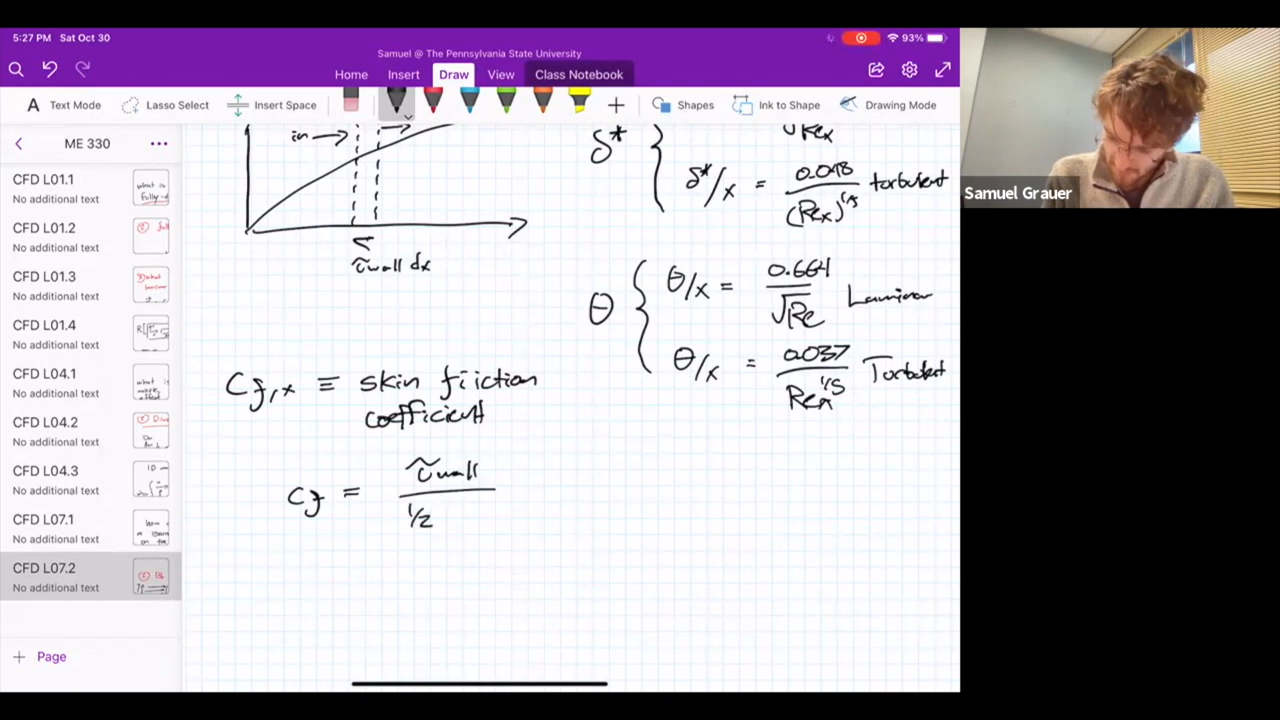 5:27 PM Sat Oct 30
93%
Samuel @ The Pennsylvania State University
Home Insert Draw View Class Notebook
A Text Mode Lasso Select Insert Space Shapes Ink to Shape Drawing Mode
ME 330
CFD L01.1
No additional text
CFD L01.2
No additional text
CFD L01.3
No additional text
CFD L01.4
No additional text
CFD L04.1
No additional text
CFD L04.2
No additional text
CFD L04.3
No additional text
CFD L07.1
No additional text
CFD L07.2
No additional text
+ Page
in →
τwall dx
δ* {
√Rex
δ*/x = 0.048 / (Rex)^1/5 turbulent
θ {
θ/x = 0.664 / √Re Laminar
θ/x = 0.037 / Rex^1/5 Turbulent
Cf,x ≡ skin friction
coefficient
Cf = τwall / 1/2
Samuel Grauer